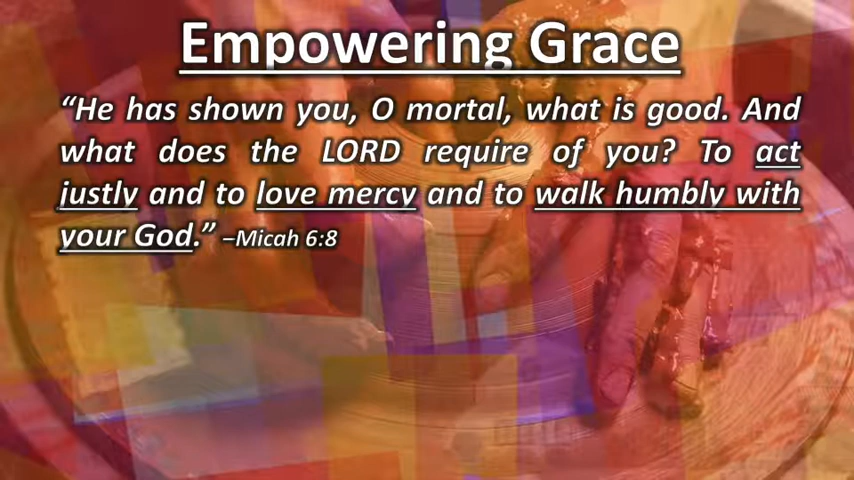 Empowering Grace
“He has shown you, O mortal, what is good. And
what does the LORD require of you? To act
justly and to love mercy and to walk humbly with
your God.” –Micah 6:8